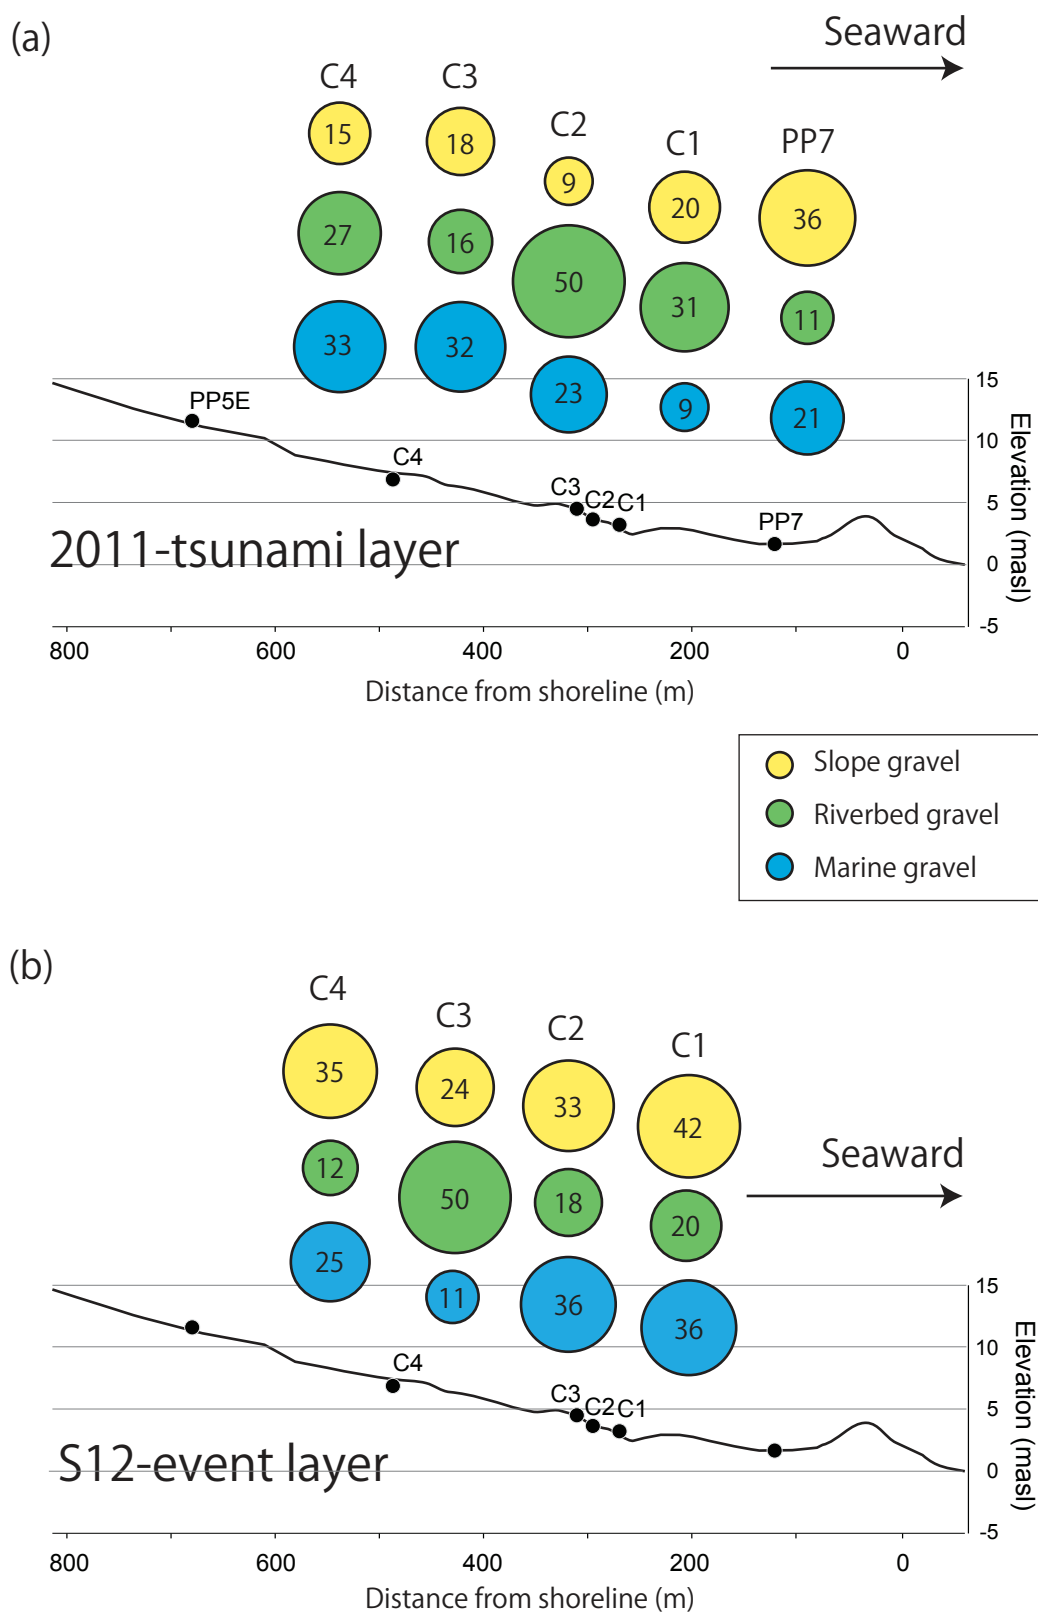 (a)
Seaward
C4
C3
C2
C1
PP7
15
18
9
20
36
27
16
50
31
11
33
32
23
9
21
PP5E
C4
C3
C2
C1
PP7
2011-tsunami layer
15
10
5
0
-5
Elevation (masl)
800
600
400
200
0
Distance from shoreline (m)
Slope gravel
Riverbed gravel
Marine gravel
(b)
C4
C3
C2
C1
Seaward
35
24
33
42
12
50
18
20
25
11
36
36
C4
C3
C2
C1
S12-event layer
15
10
5
0
-5
Elevation (masl)
800
600
400
200
0
Distance from shoreline (m)